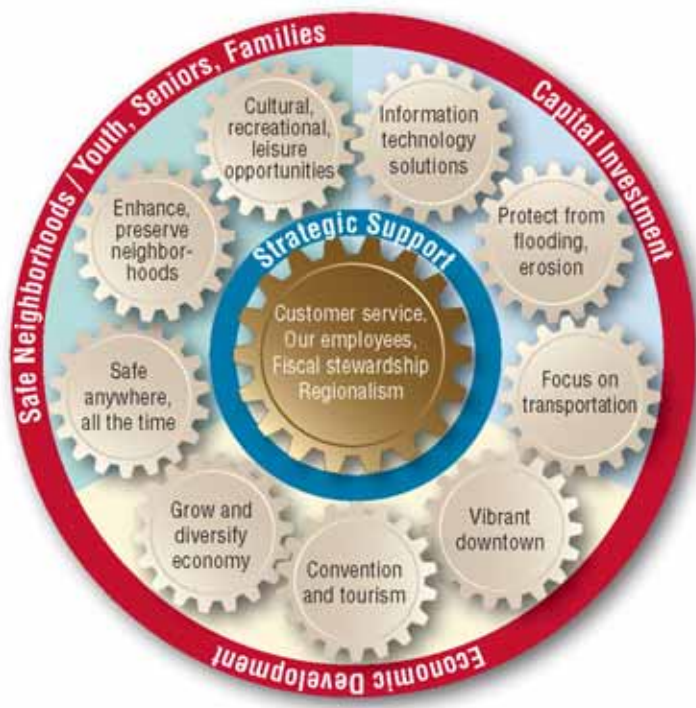 Safe Neighborhoods / Youth, Seniors, Families
Capital Investment
Economic Development
Strategic Support
Customer service,
Our employees,
Fiscal stewardship
Regionalism
Cultural,
recreational,
leisure
opportunities
Information
technology
solutions
Protect from
flooding,
erosion
Focus on
transportation
Vibrant
downtown
Convention
and tourism
Grow and
diversify
economy
Safe
anywhere,
all the time
Enhance,
preserve
neighbor-
hoods